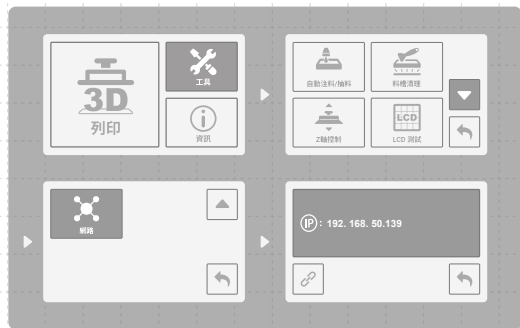 3D
列印
工具
資訊
自動注料/抽料
料槽清理
Z軸控制
LCD
LCD 測試
網路
IP : 192. 168. 50.139